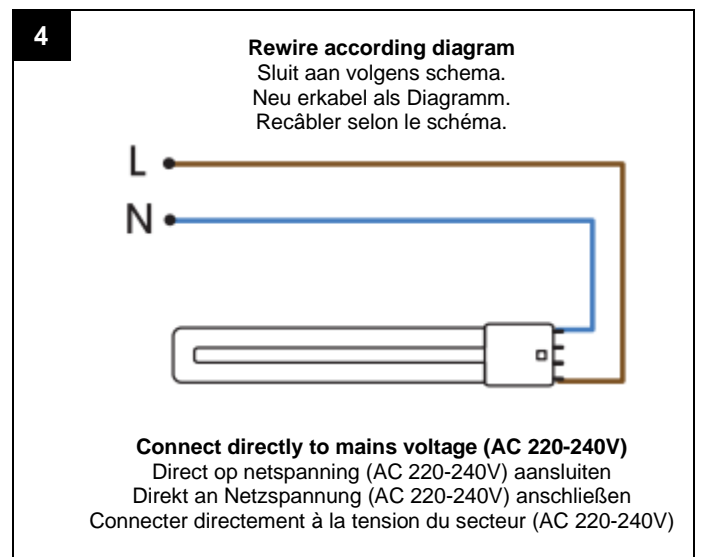 4
Rewire according diagram
Sluit aan volgens schema.
Neu erkabel als Diagramm.
Recâbler selon le schéma.
L
N
Connect directly to mains voltage (AC 220-240V)
Direct op netspanning (AC 220-240V) aansluiten
Direkt an Netzspannung (AC 220-240V) anschließen
Connecter directement à la tension du secteur (AC 220-240V)